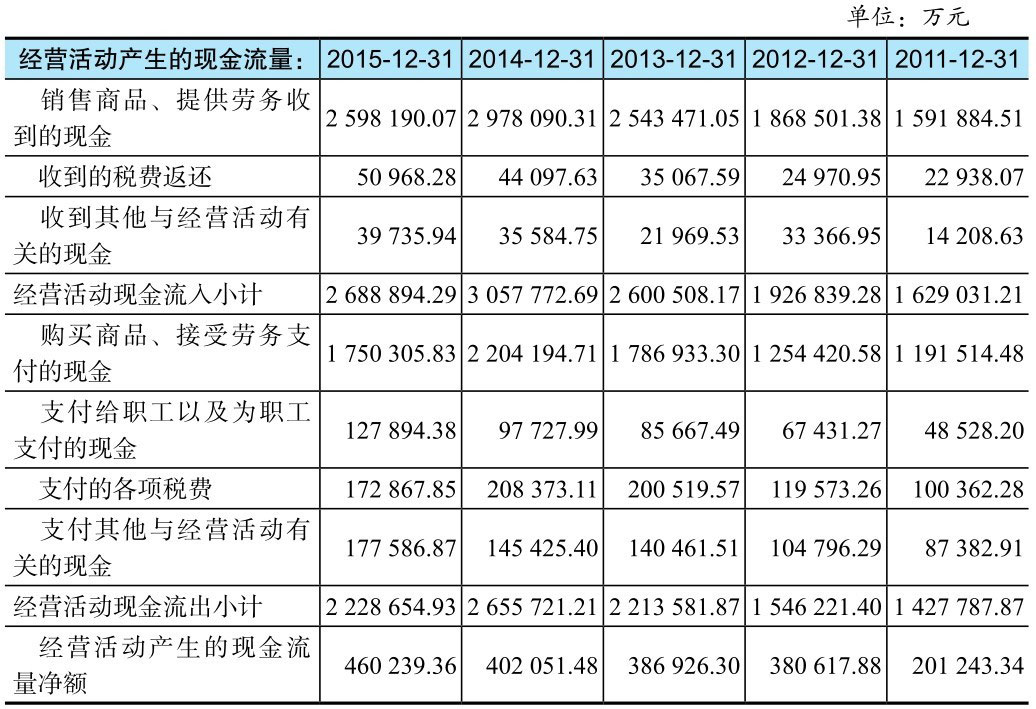 单位：万元
经营活动产生的现金流量： 2015-12-31 2014-12-31 2013-12-31 2012-12-31 2011-12-31
销售商品、提供劳务收
到的现金 2 598 190.07 2 978 090.31 2 543 471.05 1 868 501.38 1 591 884.51
收到的税费返还 50 968.28 44 097.63 35 067.59 24 970.95 22 938.07
收到其他与经营活动有
关的现金 39 735.94 35 584.75 21 969.53 33 366.95 14 208.63
经营活动现金流入小计 2 688 894.29 3 057 772.69 2 600 508.17 1 926 839.28 1 629 031.21
购买商品、接受劳务支
付的现金 1 750 305.83 2 204 194.71 1 786 933.30 1 254 420.58 1 191 514.48
支付给职工以及为职工
支付的现金 127 894.38 97 727.99 85 667.49 67 431.27 48 528.20
支付的各项税费 172 867.85 208 373.11 200 519.57 119 573.26 100 362.28
支付其他与经营活动有
关的现金 177 586.87 145 425.40 140 461.51 104 796.29 87 382.91
经营活动现金流出小计 2 228 654.93 2 655 721.21 2 213 581.87 1 546 221.40 1 427 787.87
经营活动产生的现金流
量净额 460 239.36 402 051.48 386 926.30 380 617.88 201 243.34